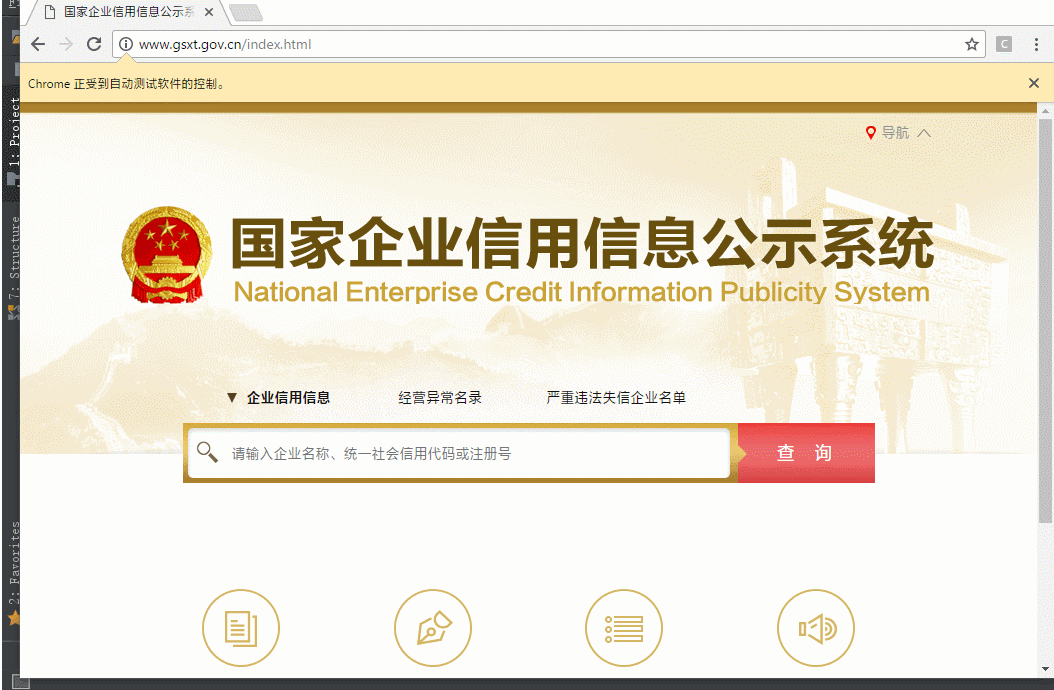 国家企业信用信息公示系
www.gsxt.gov.cn/index.html
C
Chrome 正受到自动测试软件的控制。
1: Project
导航
国家企业信用信息公示系统
National Enterprise Credit Information Publicity System
7: Structure
企业信用信息 经营异常名录 严重违法失信企业名单
请输入企业名称、统一社会信用代码或注册号
查 询
2: Favorites